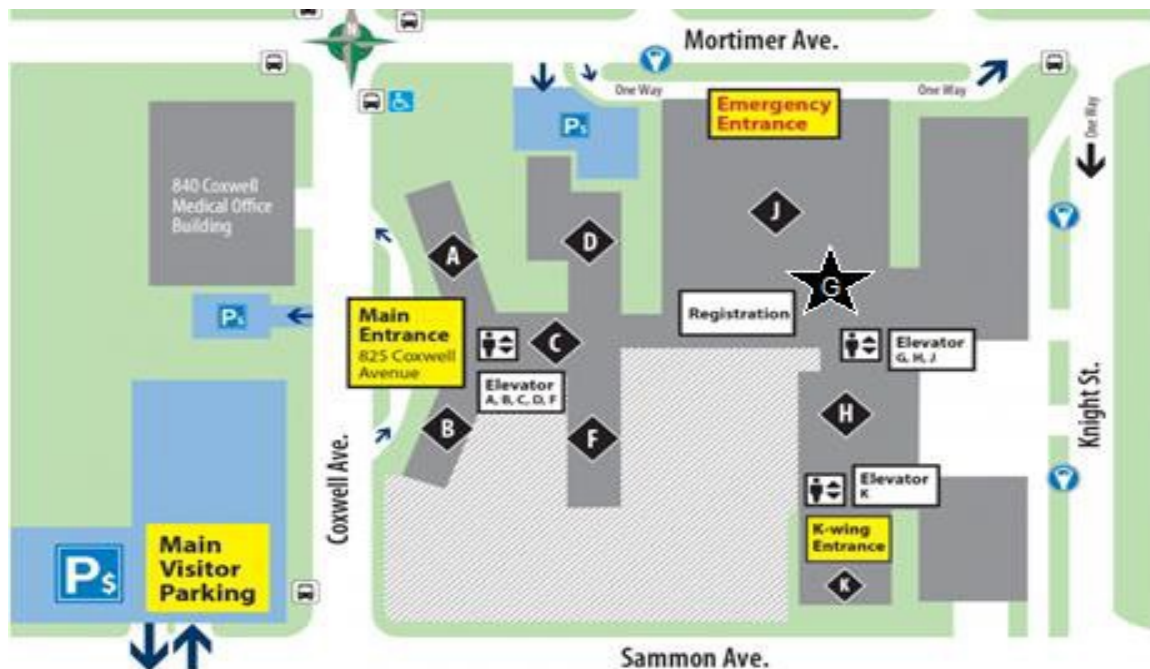 N
Mortimer Ave.
One Way
One Way
One Way
Emergency
Entrance
P$
840 Coxwell
Medical Office
Building
J
D
A
G
P$
Main
Entrance
825 Coxwell
Avenue
Registration
C
Elevator
G, H, J
Elevator
A, B, C, D, F
H
B
F
Knight St.
Coxwell Ave.
Elevator
K
K-wing
Entrance
P$
Main
Visitor
Parking
K
Sammon Ave.